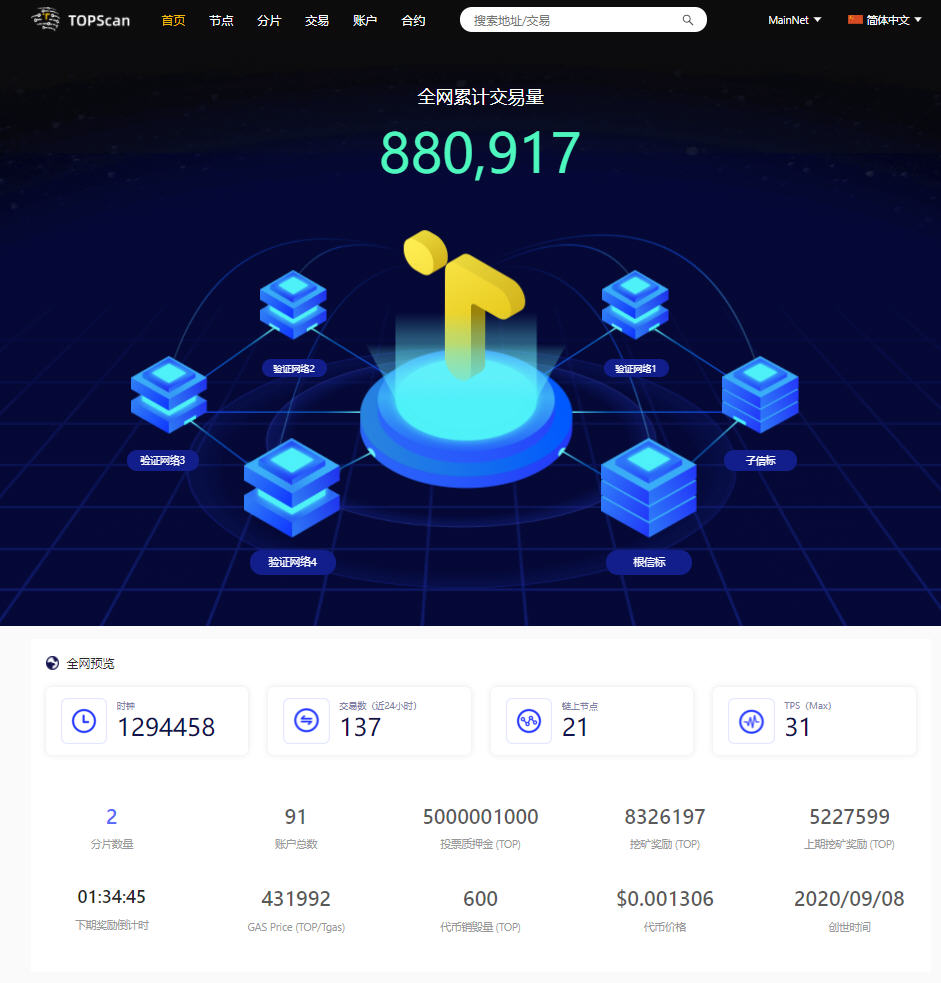 TOPScan 首页 节点 分片 交易 账户 合约 搜索地址/交易 MainNet 简体中文
全网累计交易量
880,917
验证网络2 验证网络1
验证网络3 子信标
验证网络4 根信标
全网预览
时钟 交易数（近24小时） 链上节点 TPS（Max）
1294458 137 21 31
2 91 5000001000 8326197 5227599
分片数量 账户总数 投票质押金 (TOP) 挖矿奖励 (TOP) 上期挖矿奖励 (TOP)
01:34:45 431992 600 $0.001306 2020/09/08
下期奖励倒计时 GAS Price (TOP/Tgas) 代币销毁量 (TOP) 代币价格 创世时间